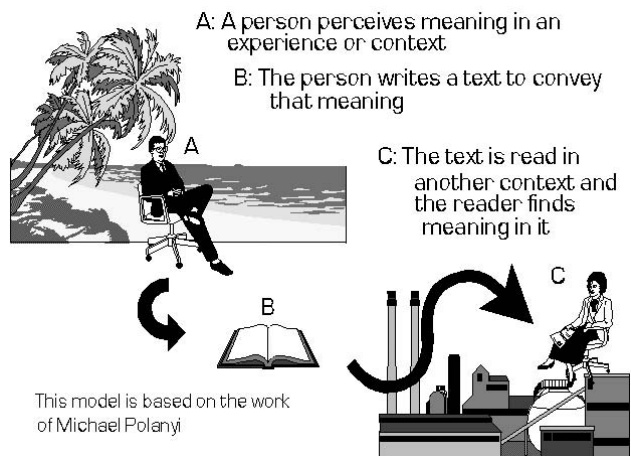 A: A person perceives meaning in an
experience or context
B: The person writes a text to convey
that meaning
A
C: The text is read in
another context and
the reader finds
meaning in it
C
B
This model is based on the work
of Michael Polanyi